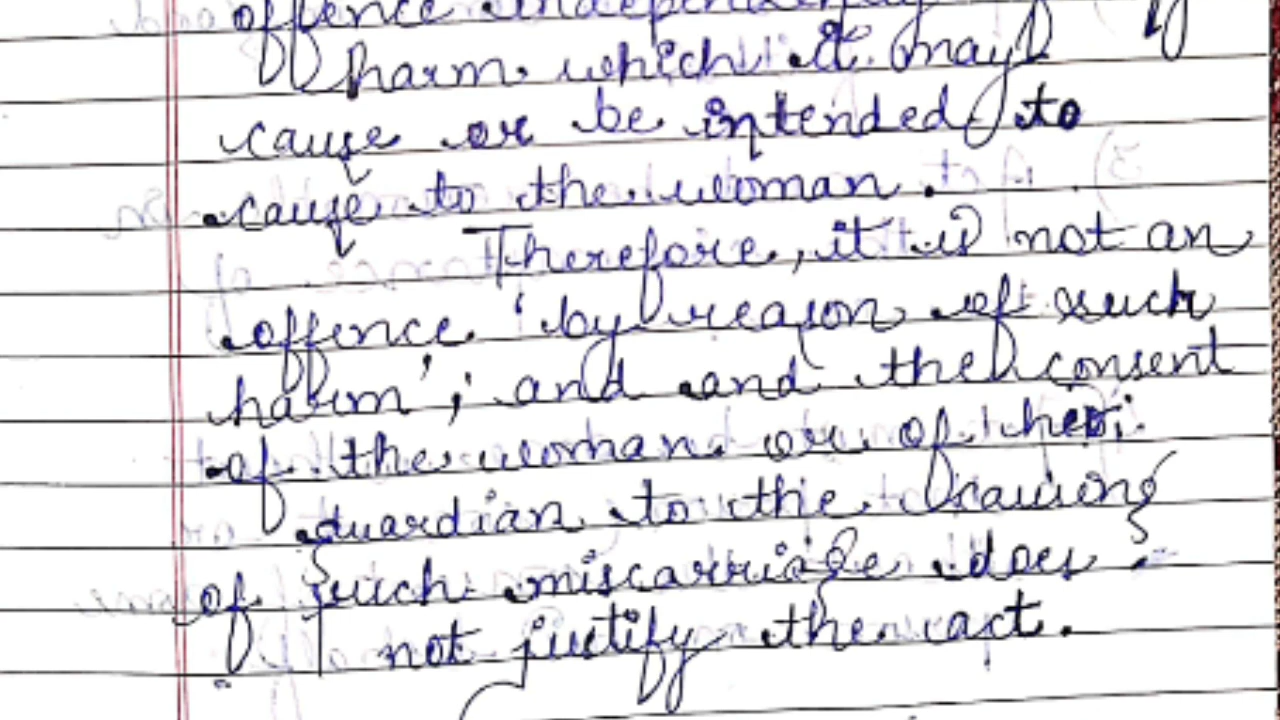 offence independently
harm which it may
cause or be intended to
cause to the woman.
Therefore, it is not an
offence 'by reason of such
harm'; and and the consent
of the woman or of her
guardian to the causing
of such miscarriage does
not justify the act.